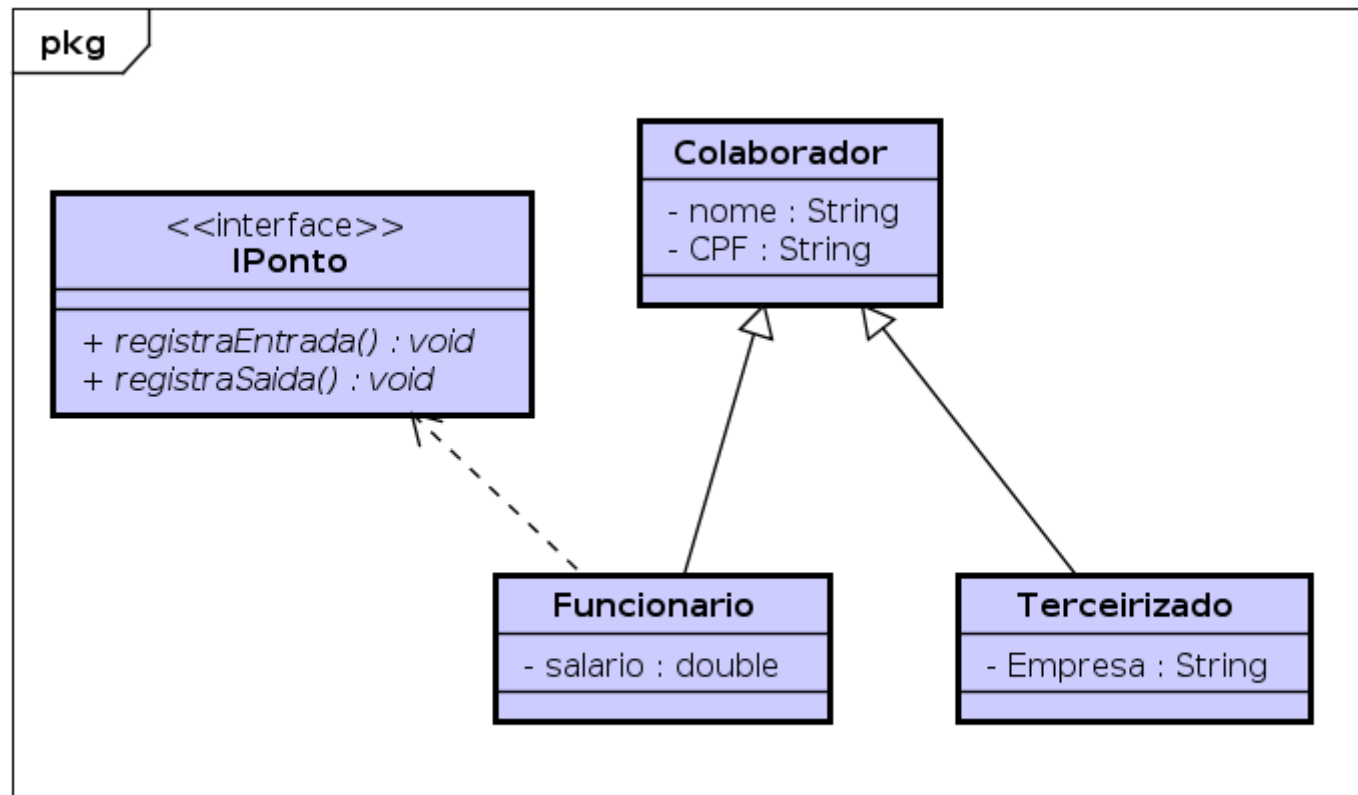 pkg
<<interface>>
IPonto
+ registraEntrada() : void
+ registraSaida() : void
Colaborador
- nome : String
- CPF : String
Funcionario
- salario : double
Terceirizado
- Empresa : String